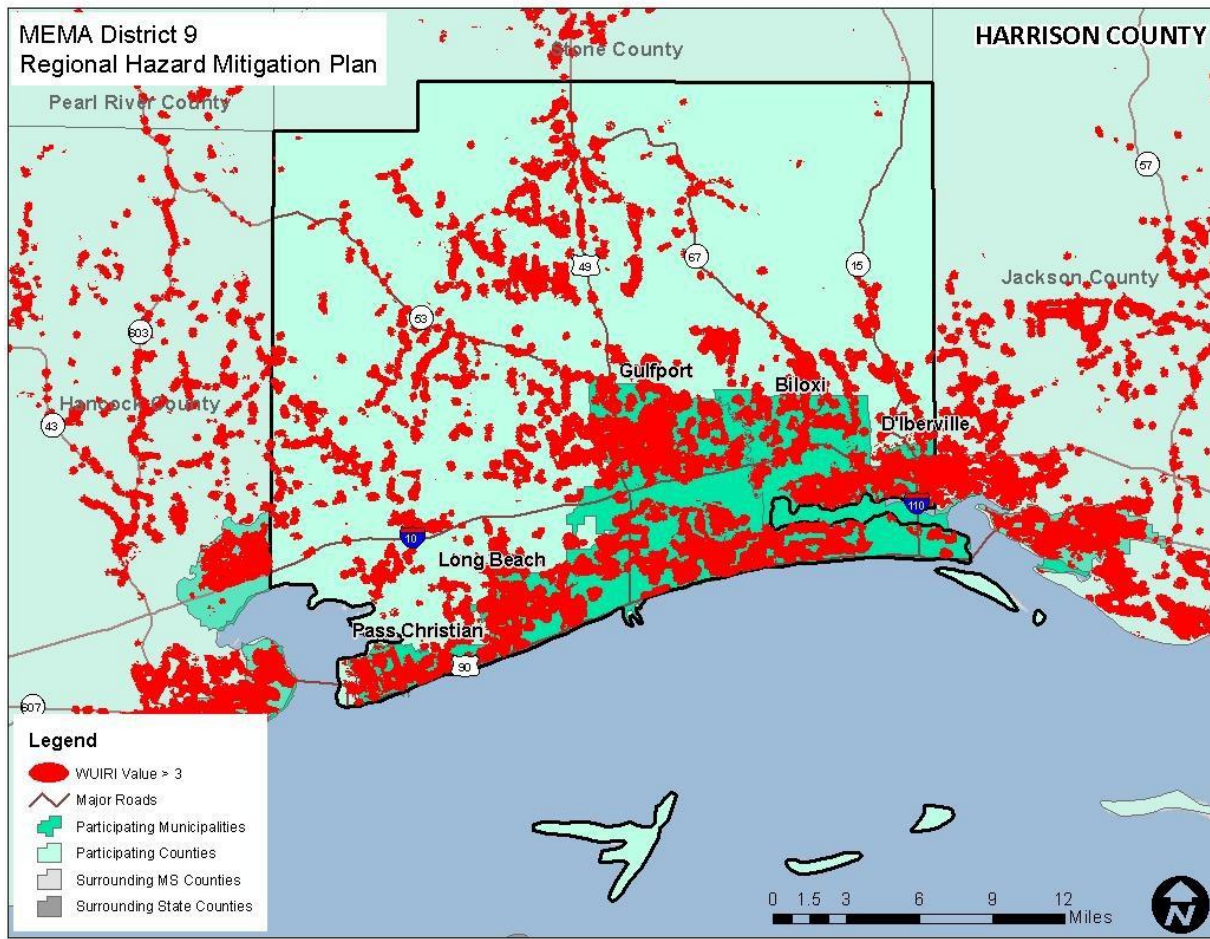 MEMA District 9
Regional Hazard Mitigation Plan
HARRISON COUNTY
Stone County
Pearl River County
57
49
67
15
Jackson County
53
603
Gulfport
Biloxi
Hancock County
43
D'Iberville
110
10
Long Beach
Pass Christian
90
607
Legend
WUIRI Value > 3
Major Roads
Participating Municipalities
Participating Counties
Surrounding MS Counties
Surrounding State Counties
0 1.5 3 6 9 12
Miles
N